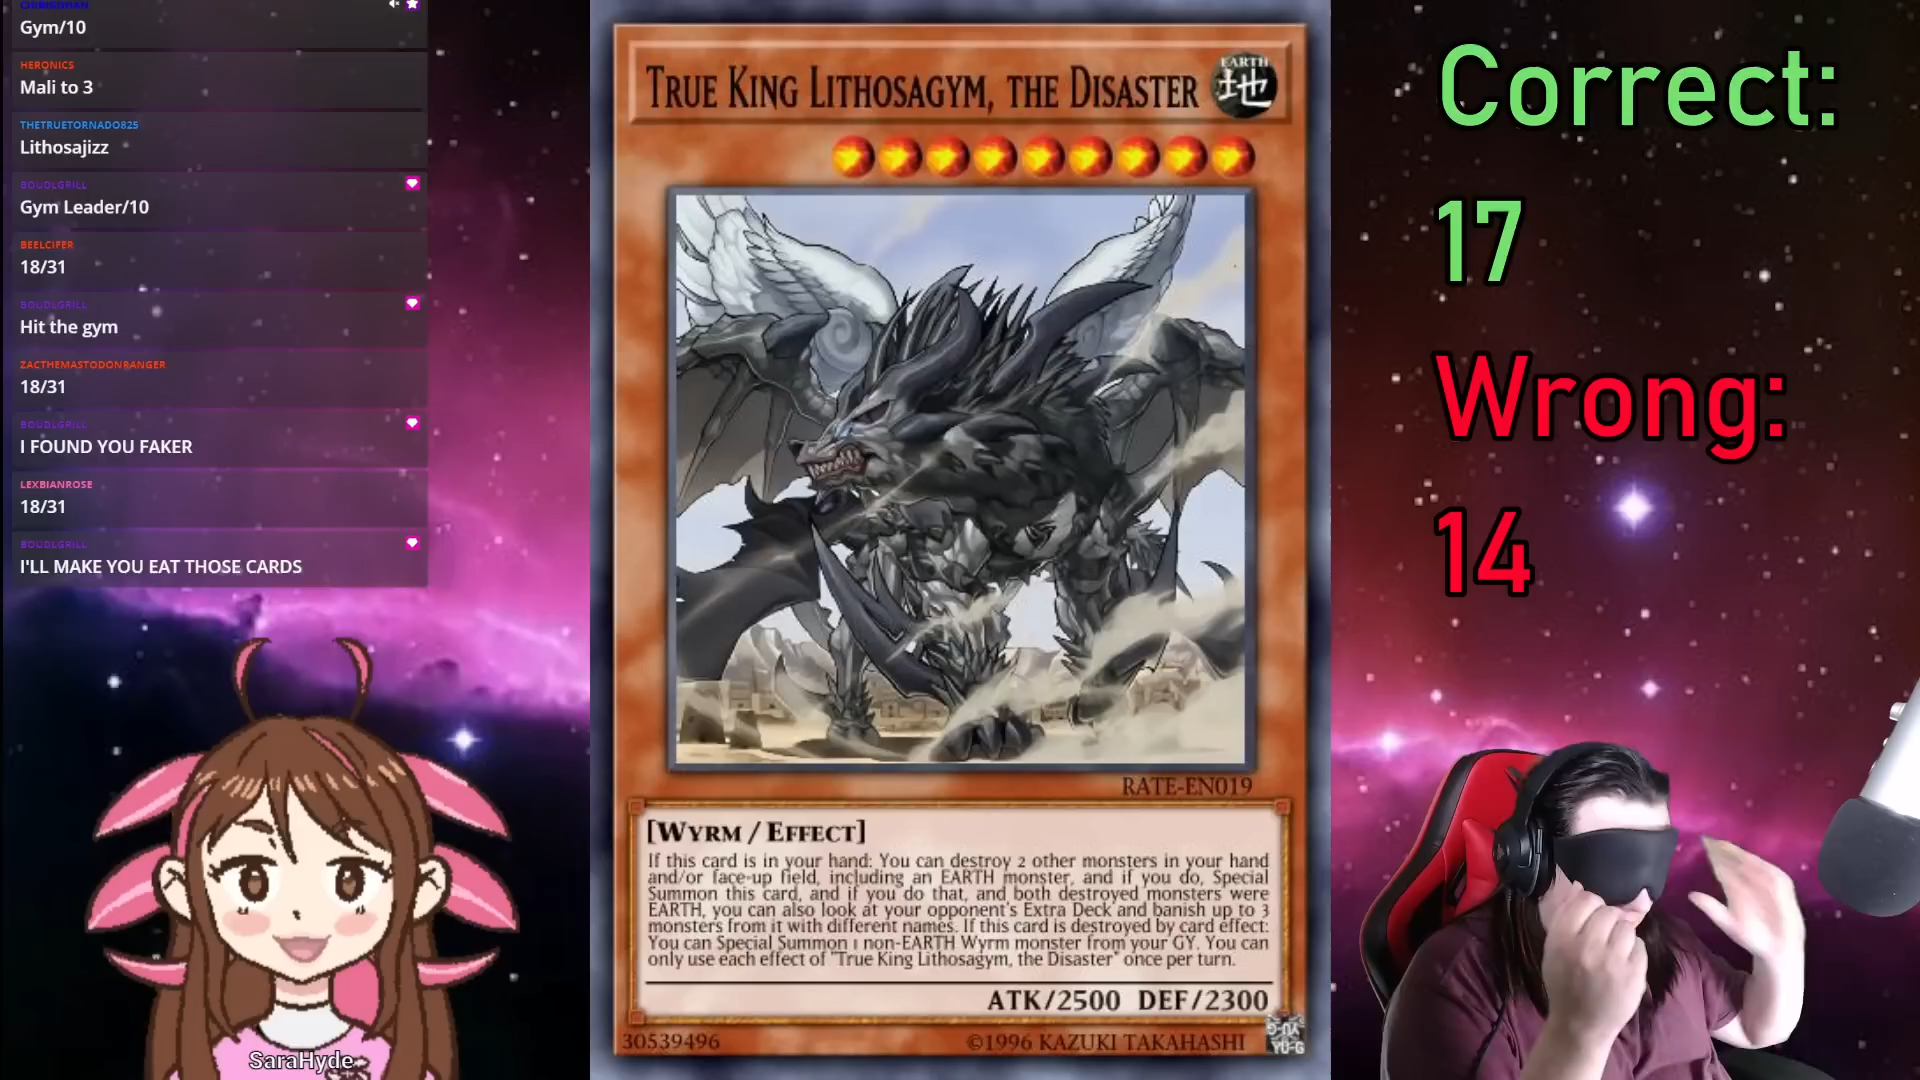 Gym/10
HERONICS
Mali to 3
THETRUETORNADO825
Lithosajizz
BOUDLGRILL
Gym Leader/10
BEELCIFER
18/31
BOUDLGRILL
Hit the gym
ZACTHEMASTODONRANGER
18/31
BOUDLGRILL
I FOUND YOU FAKER
LEXBIANROSE
18/31
BOUDLGRILL
I'LL MAKE YOU EAT THOSE CARDS
SaraHyde
TRUE KING LITHOSAGYM, THE DISASTER
EARTH
地
RATE-EN019
[WYRM / EFFECT]
If this card is in your hand: You can destroy 2 other monsters in your hand
and/or face-up field, including an EARTH monster, and if you do, Special
Summon this card, and if you do that, and both destroyed monsters were
EARTH, you can also look at your opponent's Extra Deck and banish up to 3
monsters from it with different names. If this card is destroyed by card effect:
You can Special Summon 1 non-EARTH Wyrm monster from your GY. You can
only use each effect of "True King Lithosagym, the Disaster" once per turn.
ATK/2500 DEF/2300
30539496
©1996 KAZUKI TAKAHASHI
Correct:
17
Wrong:
14